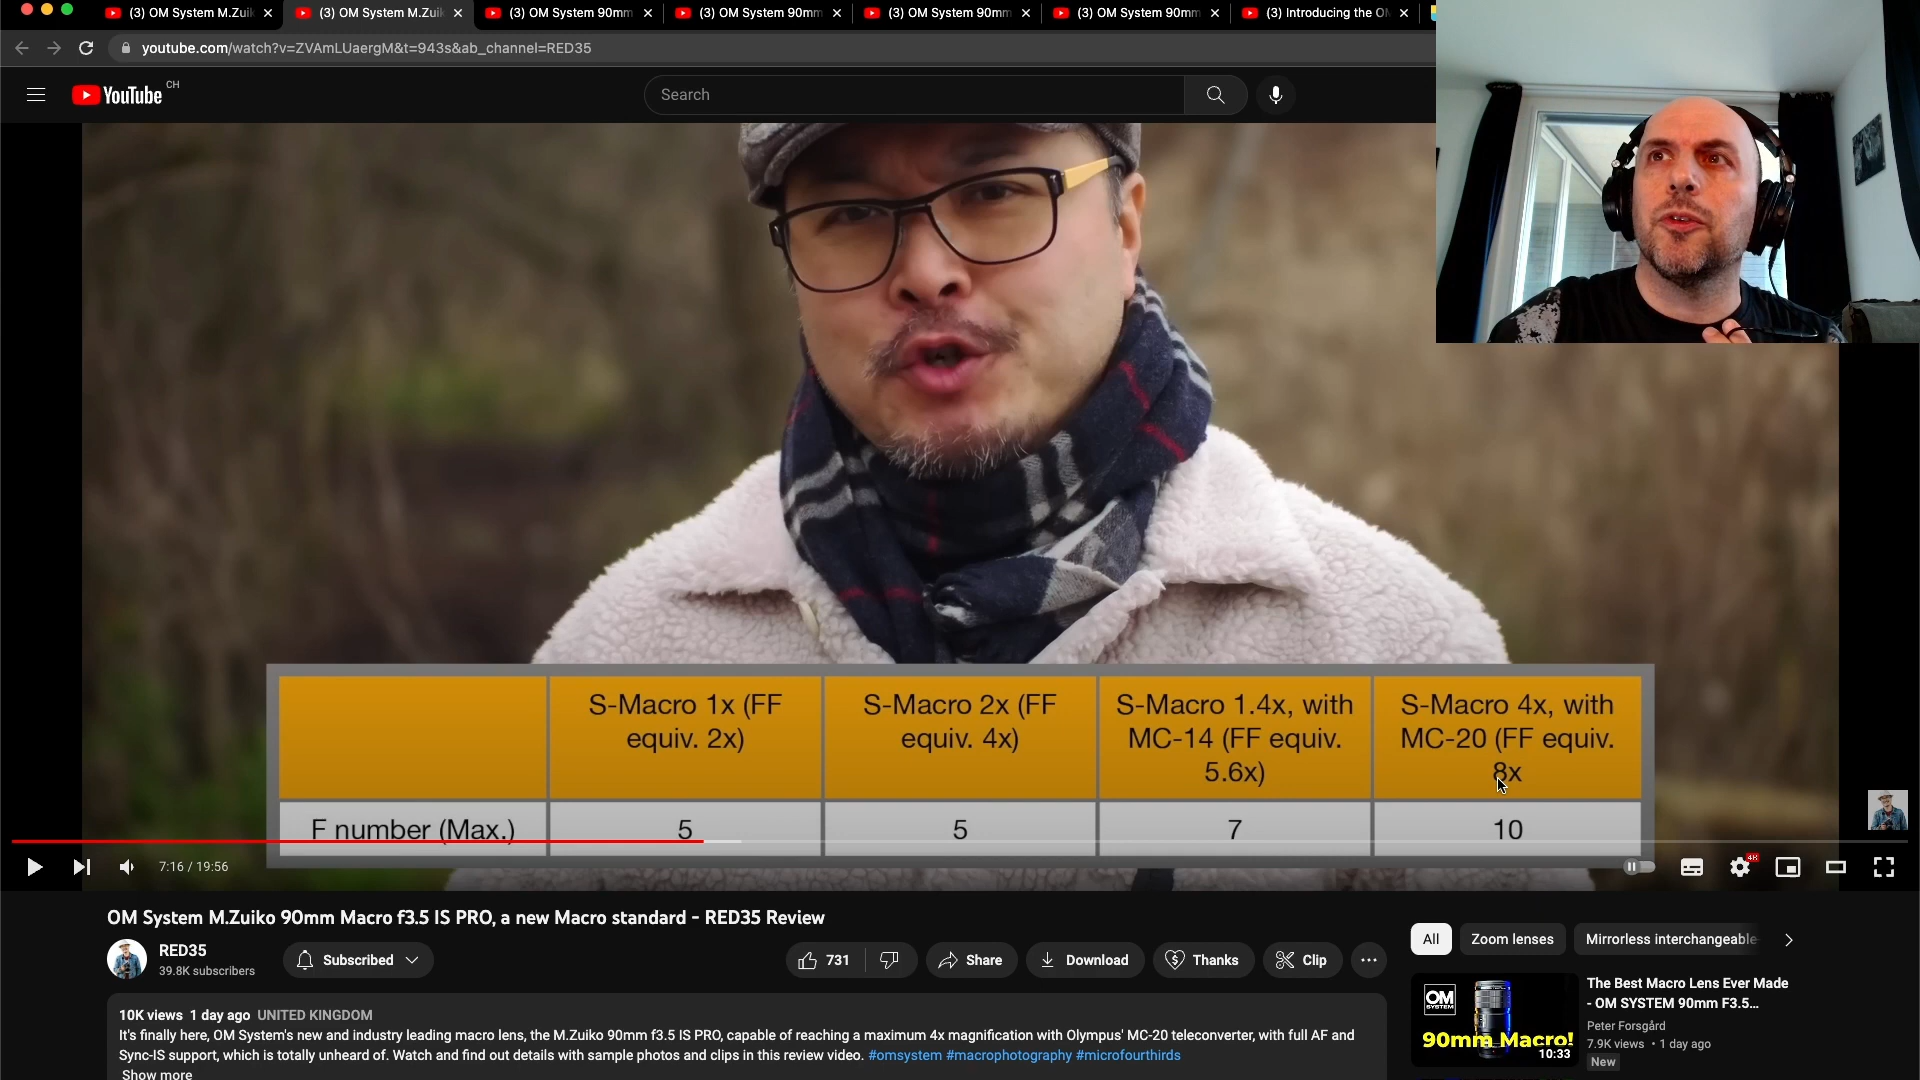 (3) OM System M.Zuik
(3) OM System M.Zuik
(3) OM System 90mm
(3) OM System 90mm
(3) OM System 90mm
(3) OM System 90mm
(3) Introducing the OM
youtube.com/watch?v=ZVAmLUaergM&t=943s&ab_channel=RED35
YouTube CH
Search
S-Macro 1x (FF
equiv. 2x)
S-Macro 2x (FF
equiv. 4x)
S-Macro 1.4x, with
MC-14 (FF equiv.
5.6x)
S-Macro 4x, with
MC-20 (FF equiv.
8x
F number (Max.) 5 5 7 10
7:16 / 19:56
4K
OM System M.Zuiko 90mm Macro f3.5 IS PRO, a new Macro standard - RED35 Review
RED35
39.8K subscribers
Subscribed
731
Share
Download
Thanks
Clip
10K views 1 day ago UNITED KINGDOM
It's finally here, OM System's new and industry leading macro lens, the M.Zuiko 90mm f3.5 IS PRO, capable of reaching a maximum 4x magnification with Olympus' MC-20 teleconverter, with full AF and
Sync-IS support, which is totally unheard of. Watch and find out details with sample photos and clips in this review video. #omsystem #macrophotography #microfourthirds
Show more
All
Zoom lenses
Mirrorless interchangeable-
OM
SYSTEM
90mm Macro!
10:33
The Best Macro Lens Ever Made
- OM SYSTEM 90mm F3.5...
Peter Forsgård
7.9K views • 1 day ago
New